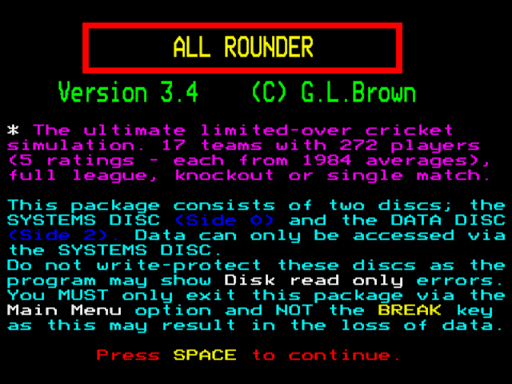 ALL ROUNDER
Version 3.4 (C) G.L.Brown
* The ultimate limited-over cricket
simulation. 17 teams with 272 players
(5 ratings - each from 1984 averages),
full league, knockout or single match.
This package consists of two discs; the
SYSTEMS DISC (Side 0) and the DATA DISC
(Side 2). Data can only be accessed via
the SYSTEMS DISC.
Do not write-protect these discs as the
program may show Disk read only errors.
You MUST only exit this package via the
Main Menu option and NOT the BREAK key
as this may result in the loss of data.
Press SPACE to continue.